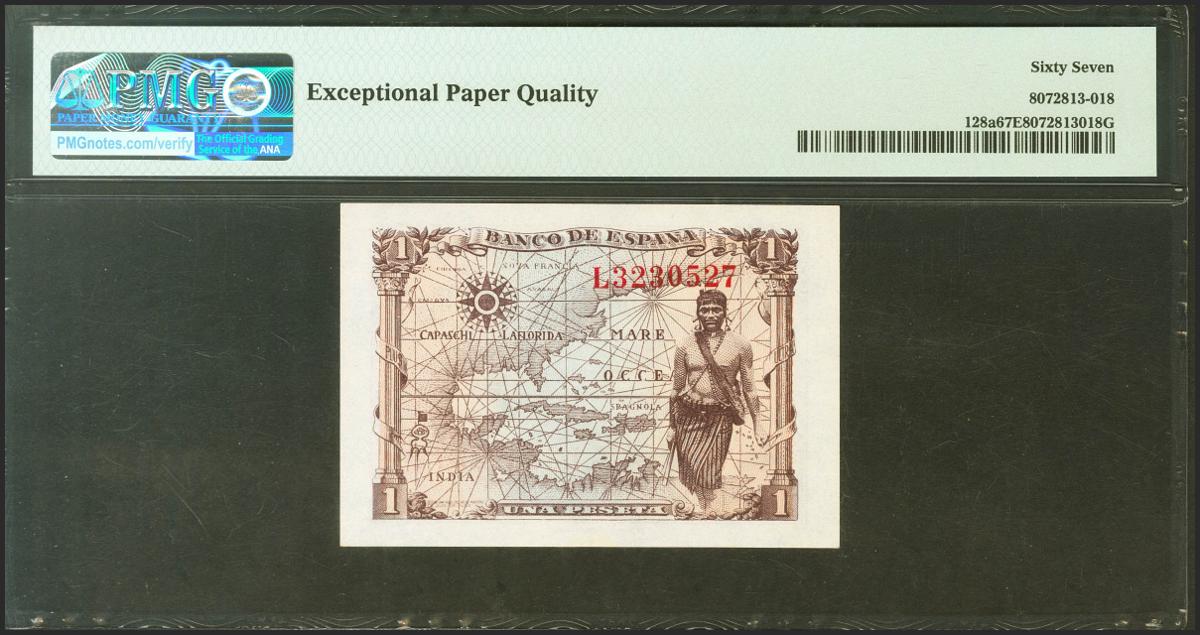 PMG
PAPER MONEY GUARANTY
PMGnotes.com/verify
The Official Grading
Service of the ANA
Exceptional Paper Quality
Sixty Seven
8072813-018
128a67E8072813018G
1 BANCO DE ESPAÑA 1
NOVA FRANCIA
L3230527
CAPASCHI LAFLORIDA MARE
OCCE
SPAGNOLA
INDIA
1 UNA PESETA 1